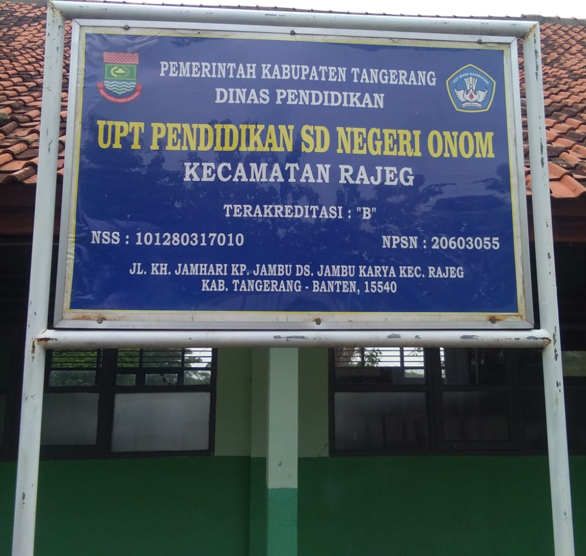 PEMERINTAH KABUPATEN TANGERANG
DINAS PENDIDIKAN
UPT PENDIDIKAN SD NEGERI ONOM
KECAMATAN RAJEG
TERAKREDITASI : "B"
NSS : 101280317010 NPSN : 20603055
JL. KH. JAMHARI KP. JAMBU DS. JAMBU KARYA KEC. RAJEG
KAB. TANGERANG - BANTEN, 15540